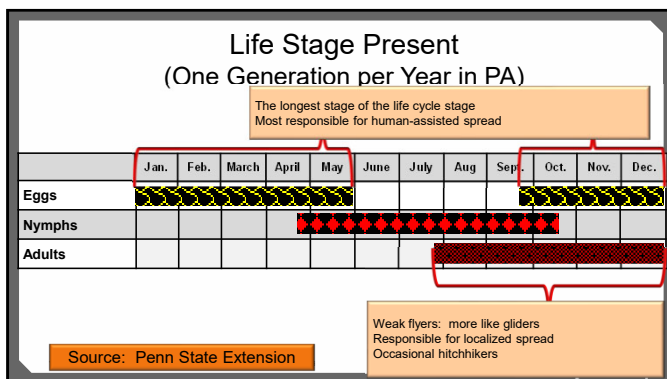 Life Stage Present
(One Generation per Year in PA)
The longest stage of the life cycle stage
Most responsible for human-assisted spread
Jan. Feb. March April May June July Aug Sept. Oct. Nov. Dec.
Eggs
Nymphs
Adults
Weak flyers: more like gliders
Responsible for localized spread
Occasional hitchhikers
Source: Penn State Extension